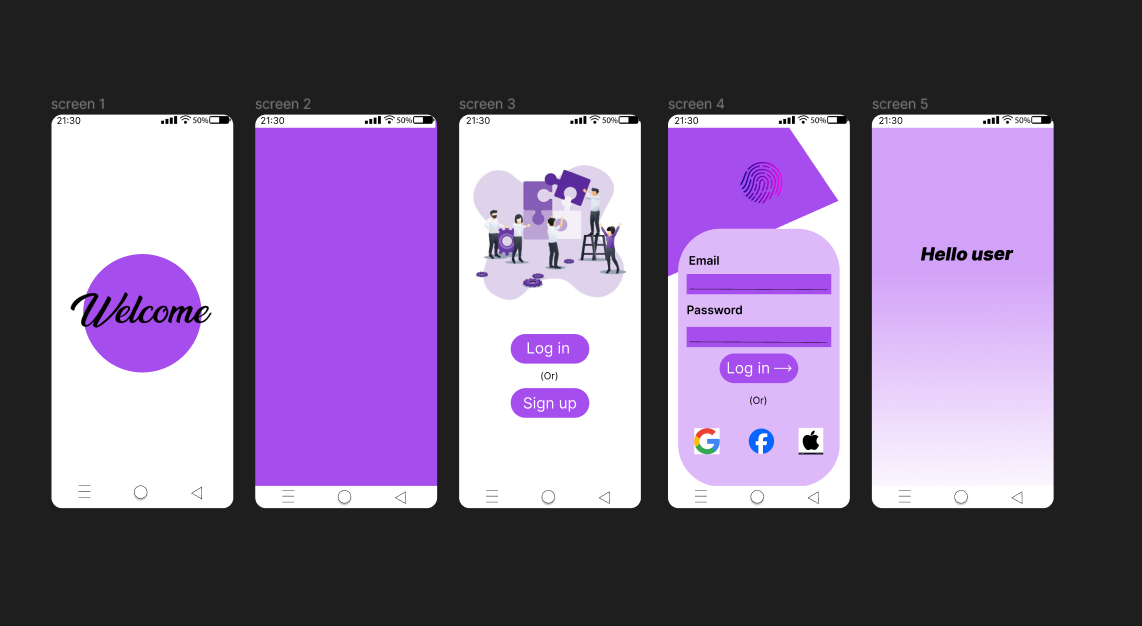 screen 1
21:30
50%
Welcome
screen 2
21:30
50%
screen 3
21:30
50%
Log in
(Or)
Sign up
screen 4
21:30
50%
Email
Password
Log in →
(Or)
screen 5
21:30
50%
Hello user